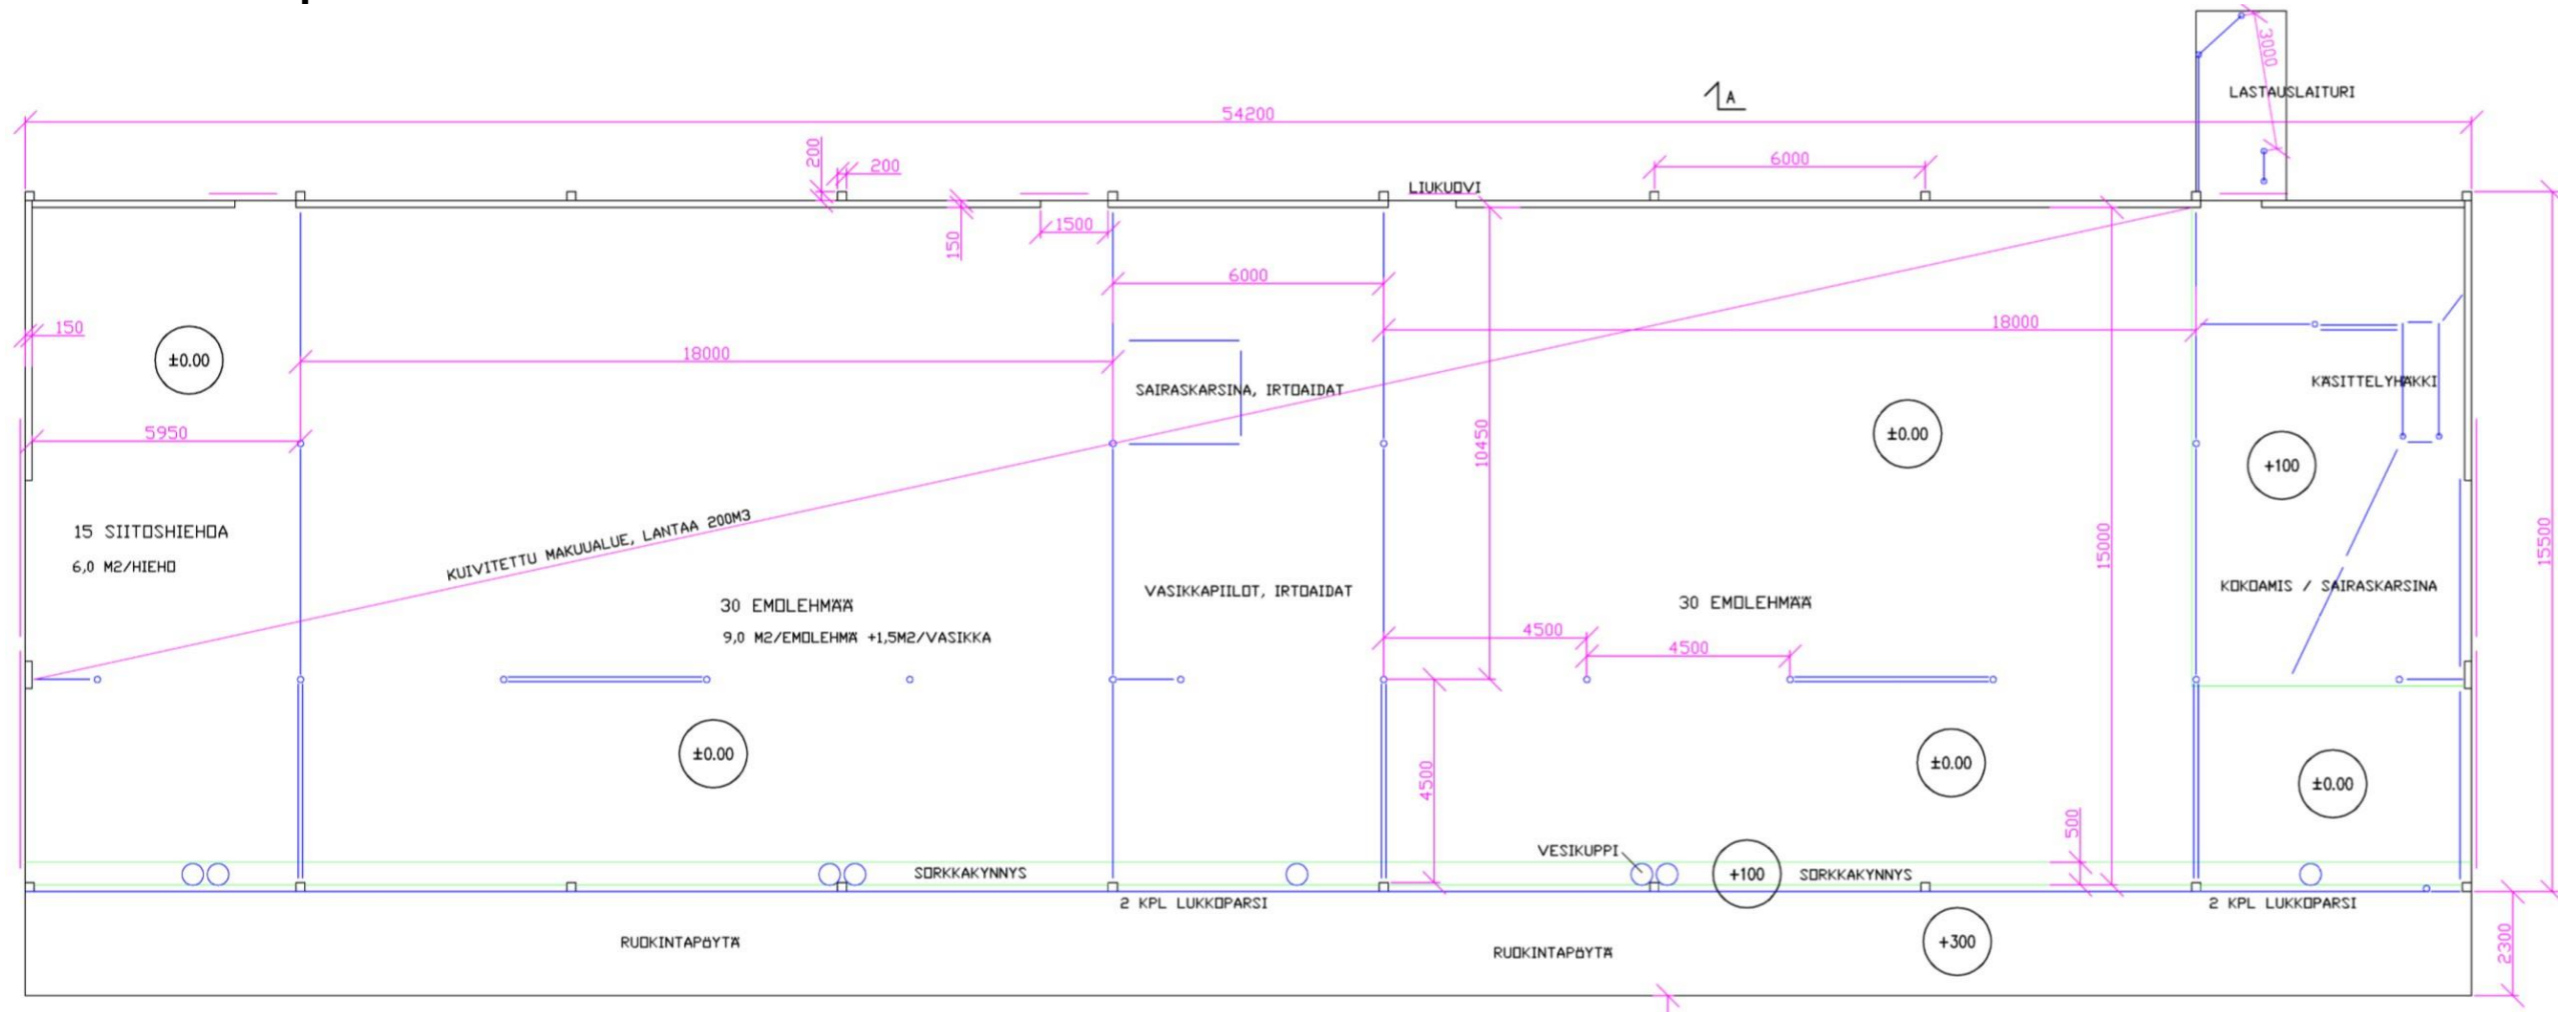 3000
LASTAUSLAITURI
A
54200
200
200
6000
LIUKUOVI
1500
150
6000
150
±0.00
18000
18000
SAIRASKARSINA, IRTOAIDAT
KÄSITTELYHÄKKI
5950
10450
±0.00
+100
15 SIITOSHIEHOA
6,0 M2/HIEHO
KUIVITETTU MAKUUALUE, LANTAA 200M3
15000
15500
VASIKKAPIILOT, IRTOAIDAT
KOKOAMIS / SAIRASKARSINA
30 EMOLEHMÄÄ
9,0 M2/EMOLEHMÄ +1,5M2/VASIKKA
30 EMOLEHMÄÄ
4500
4500
±0.00
4500
±0.00
±0.00
500
VESIKUPPI
SORKKAKYNNYS
+100
SORKKAKYNNYS
2 KPL LUKKOPARSI
2 KPL LUKKOPARSI
RUOKINTAPÖYTÄ
RUOKINTAPÖYTÄ
+300
2300